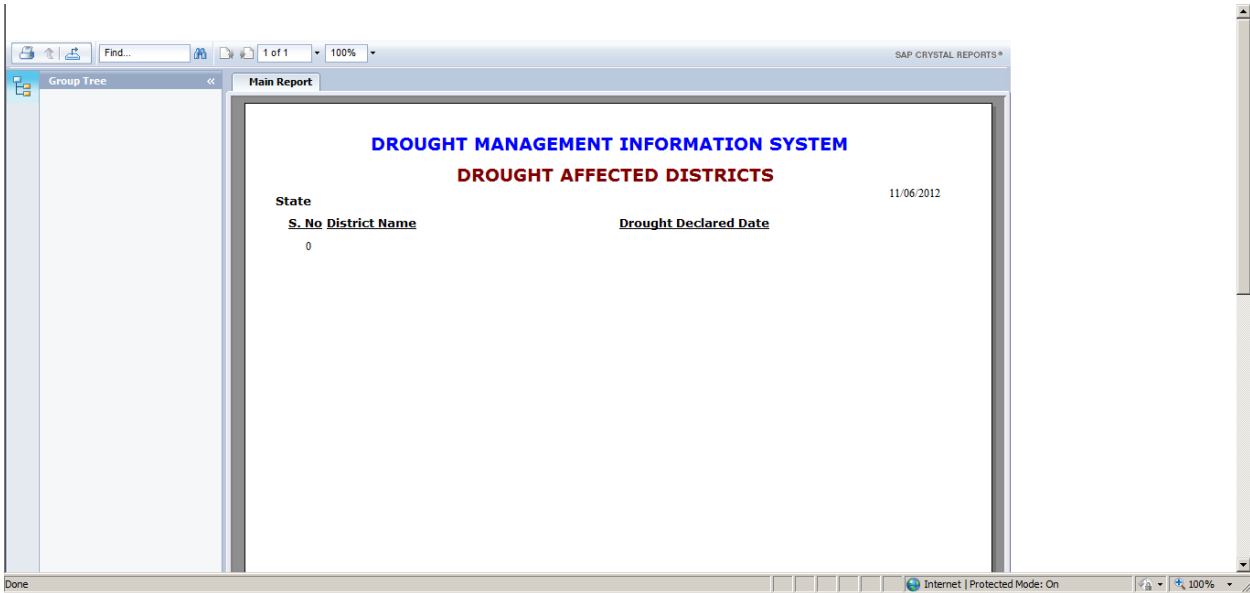 Find...
1 of 1
100%
SAP CRYSTAL REPORTS®
Group Tree
«
Main Report
DROUGHT MANAGEMENT INFORMATION SYSTEM
DROUGHT AFFECTED DISTRICTS
11/06/2012
State
S. No District Name Drought Declared Date
0
Done
Internet | Protected Mode: On
100%